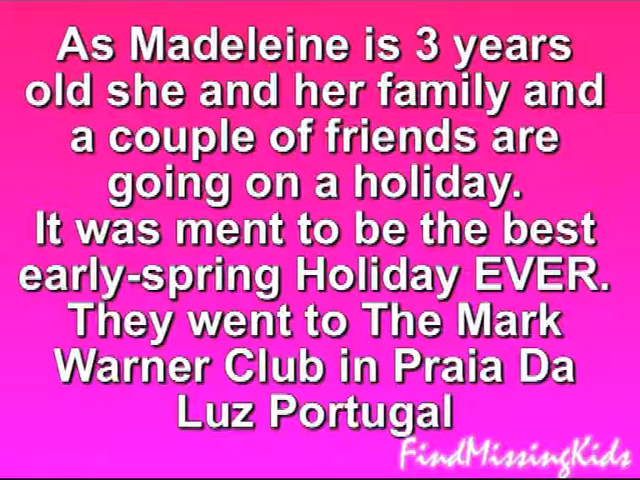 As Madeleine is 3 years
old she and her family and
a couple of friends are
going on a holiday.
It was ment to be the best
early-spring Holiday EVER.
They went to The Mark
Warner Club in Praia Da
Luz Portugal
FindMissingKids